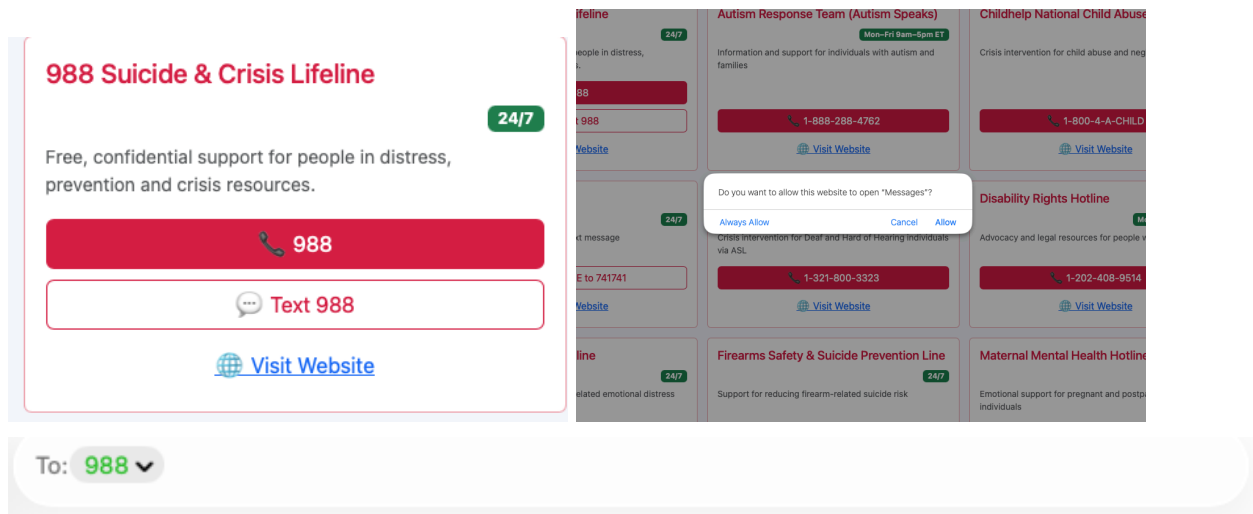 988 Suicide & Crisis Lifeline
24/7
Free, confidential support for people in distress,
prevention and crisis resources.
988
Text 988
Visit Website
ifeline
24/7
people in distress,
s.
88
t 988
Website
Autism Response Team (Autism Speaks)
Mon–Fri 9am–5pm ET
Information and support for individuals with autism and
families
1-888-288-4762
Visit Website
Childhelp National Child Abuse
Crisis intervention for child abuse and neg
1-800-4-A-CHILD
Visit Website
Do you want to allow this website to open "Messages"?
Always Allow
Cancel
Allow
24/7
xt message
E to 741741
Website
Crisis intervention for Deaf and Hard of Hearing individuals
via ASL
1-321-800-3323
Visit Website
Disability Rights Hotline
Advocacy and legal resources for people
1-202-408-9514
Visit Website
line
24/7
elated emotional distress
Firearms Safety & Suicide Prevention Line
24/7
Support for reducing firearm-related suicide risk
Maternal Mental Health Hotline
Emotional support for pregnant and postp
individuals
To: 988